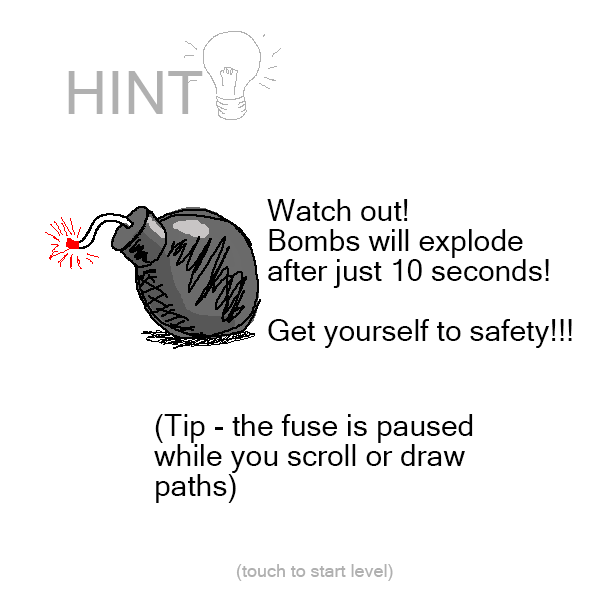 HINT
Watch out!
Bombs will explode
after just 10 seconds!
Get yourself to safety!!!
(Tip - the fuse is paused
while you scroll or draw
paths)
(touch to start level)